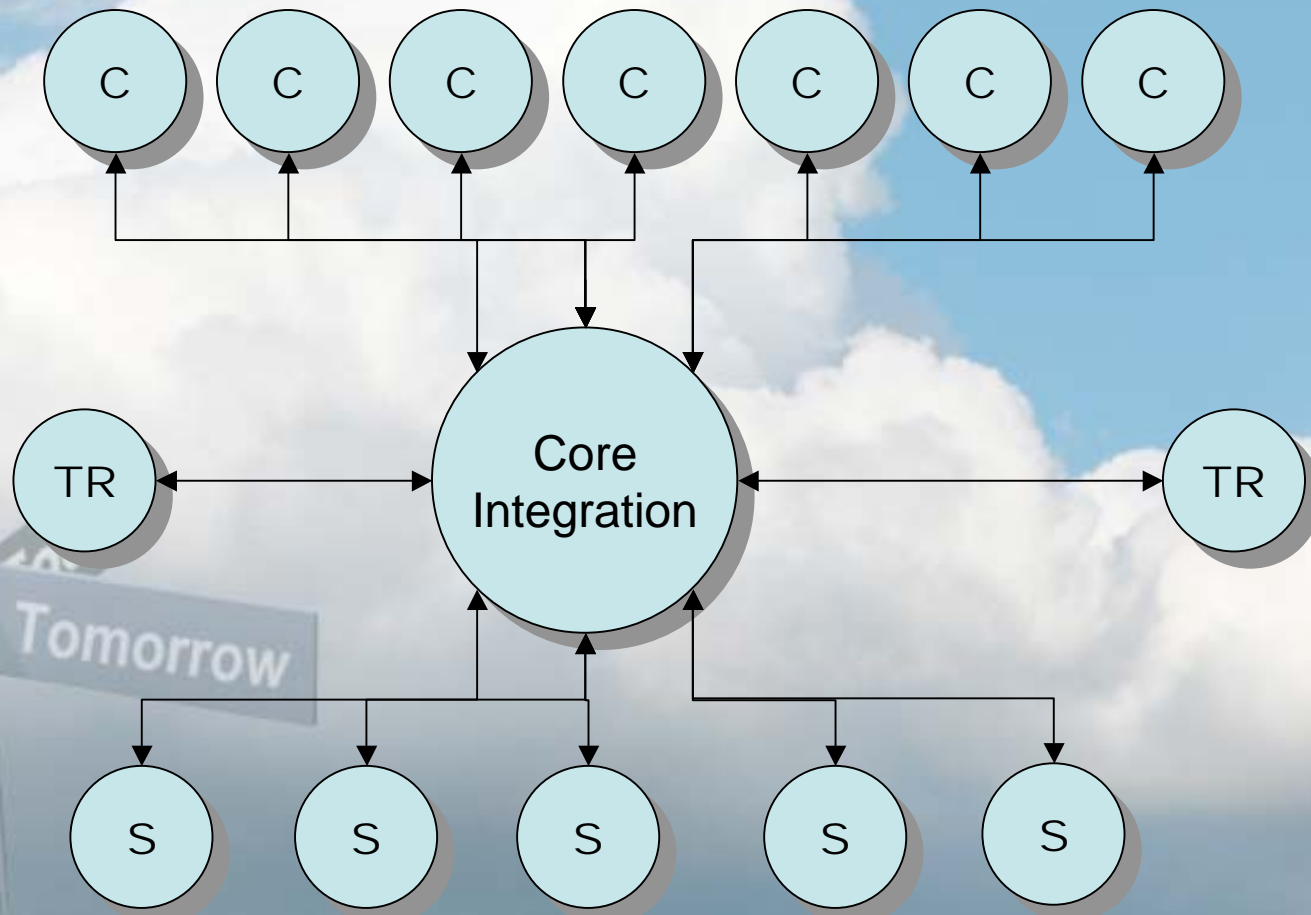 C C C C C C C
Core
Integration
TR TR
Tomorrow
S S S S S